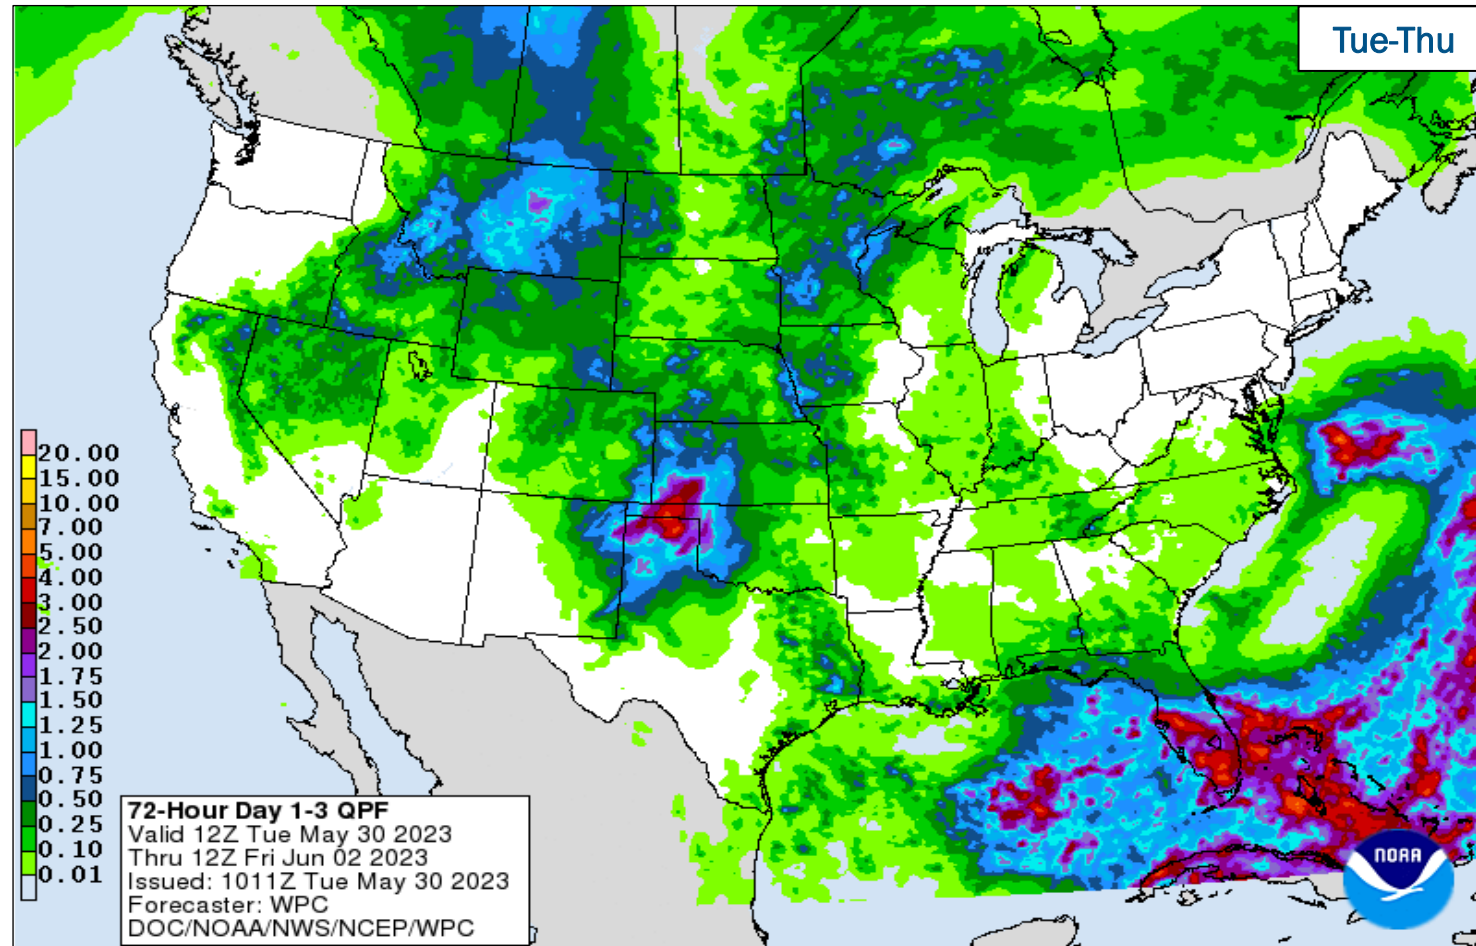 Tue-Thu
20.00
15.00
10.00
7.00
5.00
4.00
3.00
2.50
2.00
1.75
1.50
1.25
1.00
0.75
0.50
0.25
0.10
0.01
72-Hour Day 1-3 QPF
Valid 12Z Tue May 30 2023
Thru 12Z Fri Jun 02 2023
Issued: 1011Z Tue May 30 2023
Forecaster: WPC
DOC/NOAA/NWS/NCEP/WPC
NOAA